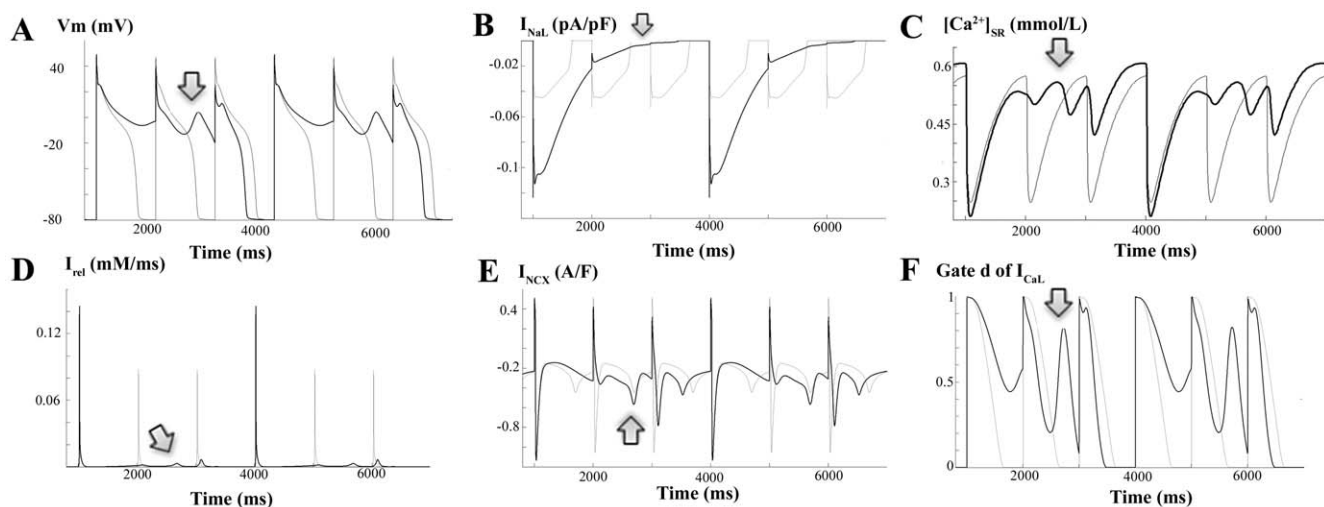 A Vm (mV)
40
-20
-80
2000 4000 6000
Time (ms)
B I_NaL (pA/pF)
-0.02
-0.06
-0.1
2000 4000 6000
Time (ms)
C [Ca²⁺]_SR (mmol/L)
0.6
0.45
0.3
2000 4000 6000
Time (ms)
D I_rel (mM/ms)
0.12
0.06
2000 4000 6000
Time (ms)
E I_NCX (A/F)
0.4
-0.2
-0.8
2000 4000 6000
Time (ms)
F Gate d of I_CaL
1
0.5
0
2000 4000 6000
Time (ms)